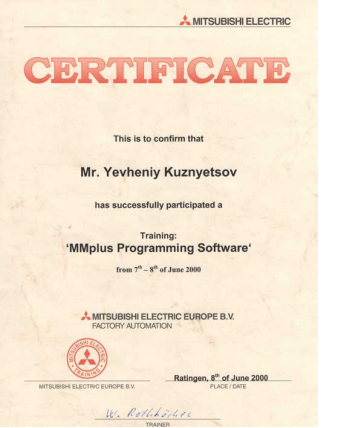 MITSUBISHI ELECTRIC
CERTIFICATE
This is to confirm that
Mr. Yevheniy Kuznyetsov
has successfully participated a
Training:
'MMplus Programming Software'
from 7th – 8th of June 2000
MITSUBISHI ELECTRIC EUROPE B.V.
FACTORY AUTOMATION
MITSUBISHI ELECTRIC
TRAINING
Ratingen, 8th of June 2000
MITSUBISHI ELECTRIC EUROPE B.V.
PLACE / DATE
W.
TRAINER